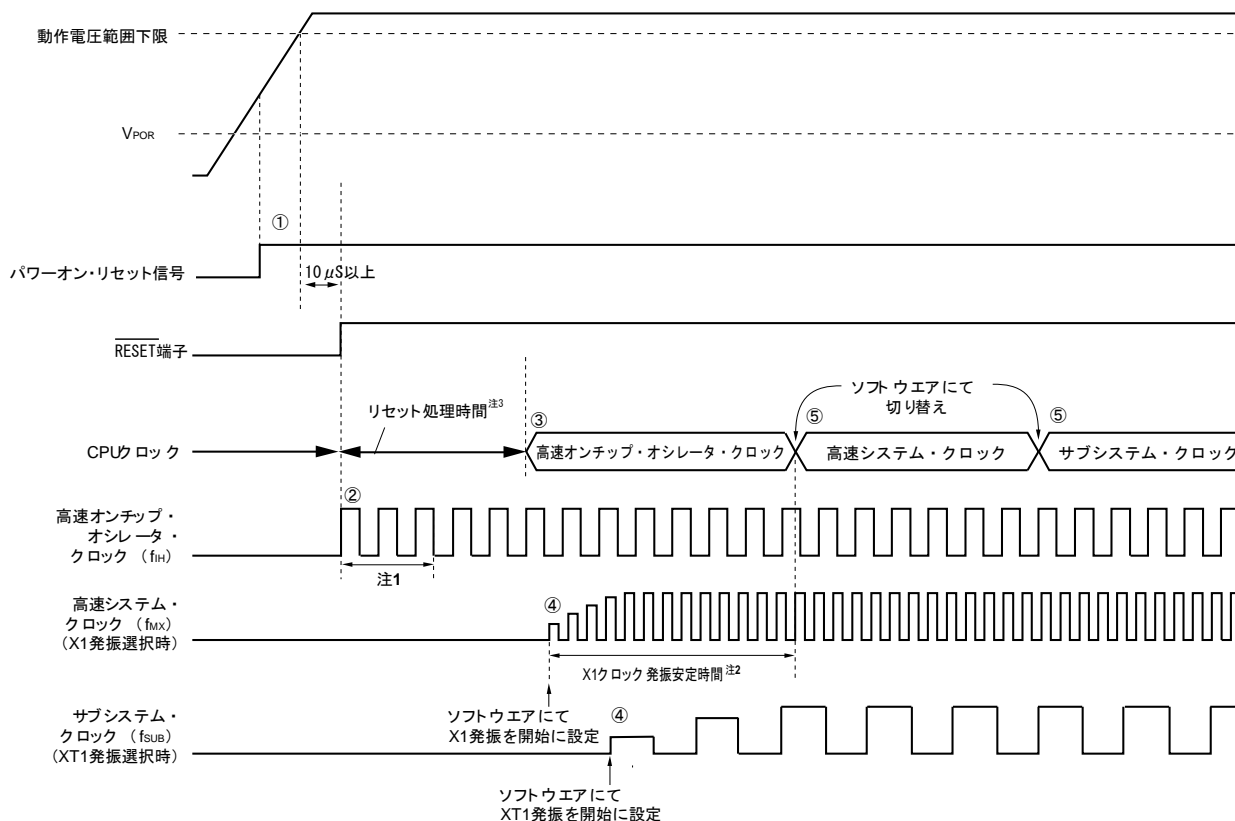 動作電圧範囲下限
VPOR
①
パワーオン・リセット信号
10 μS以上
RESET端子
リセット処理時間注3
ソフトウエアにて
切り替え
③
⑤
⑤
CPUクロック
高速オンチップ・オシレータ・クロック
高速システム・クロック
サブシステム・クロック
②
高速オンチップ・
オシレータ・
クロック（fIH）
注1
高速システム・
クロック（fMX）
(X1発振選択時)
④
X1クロック発振安定時間注2
ソフトウエアにて
X1発振を開始に設定
サブシステム・
クロック（fSUB）
(XT1発振選択時)
④
ソフトウエアにて
XT1発振を開始に設定